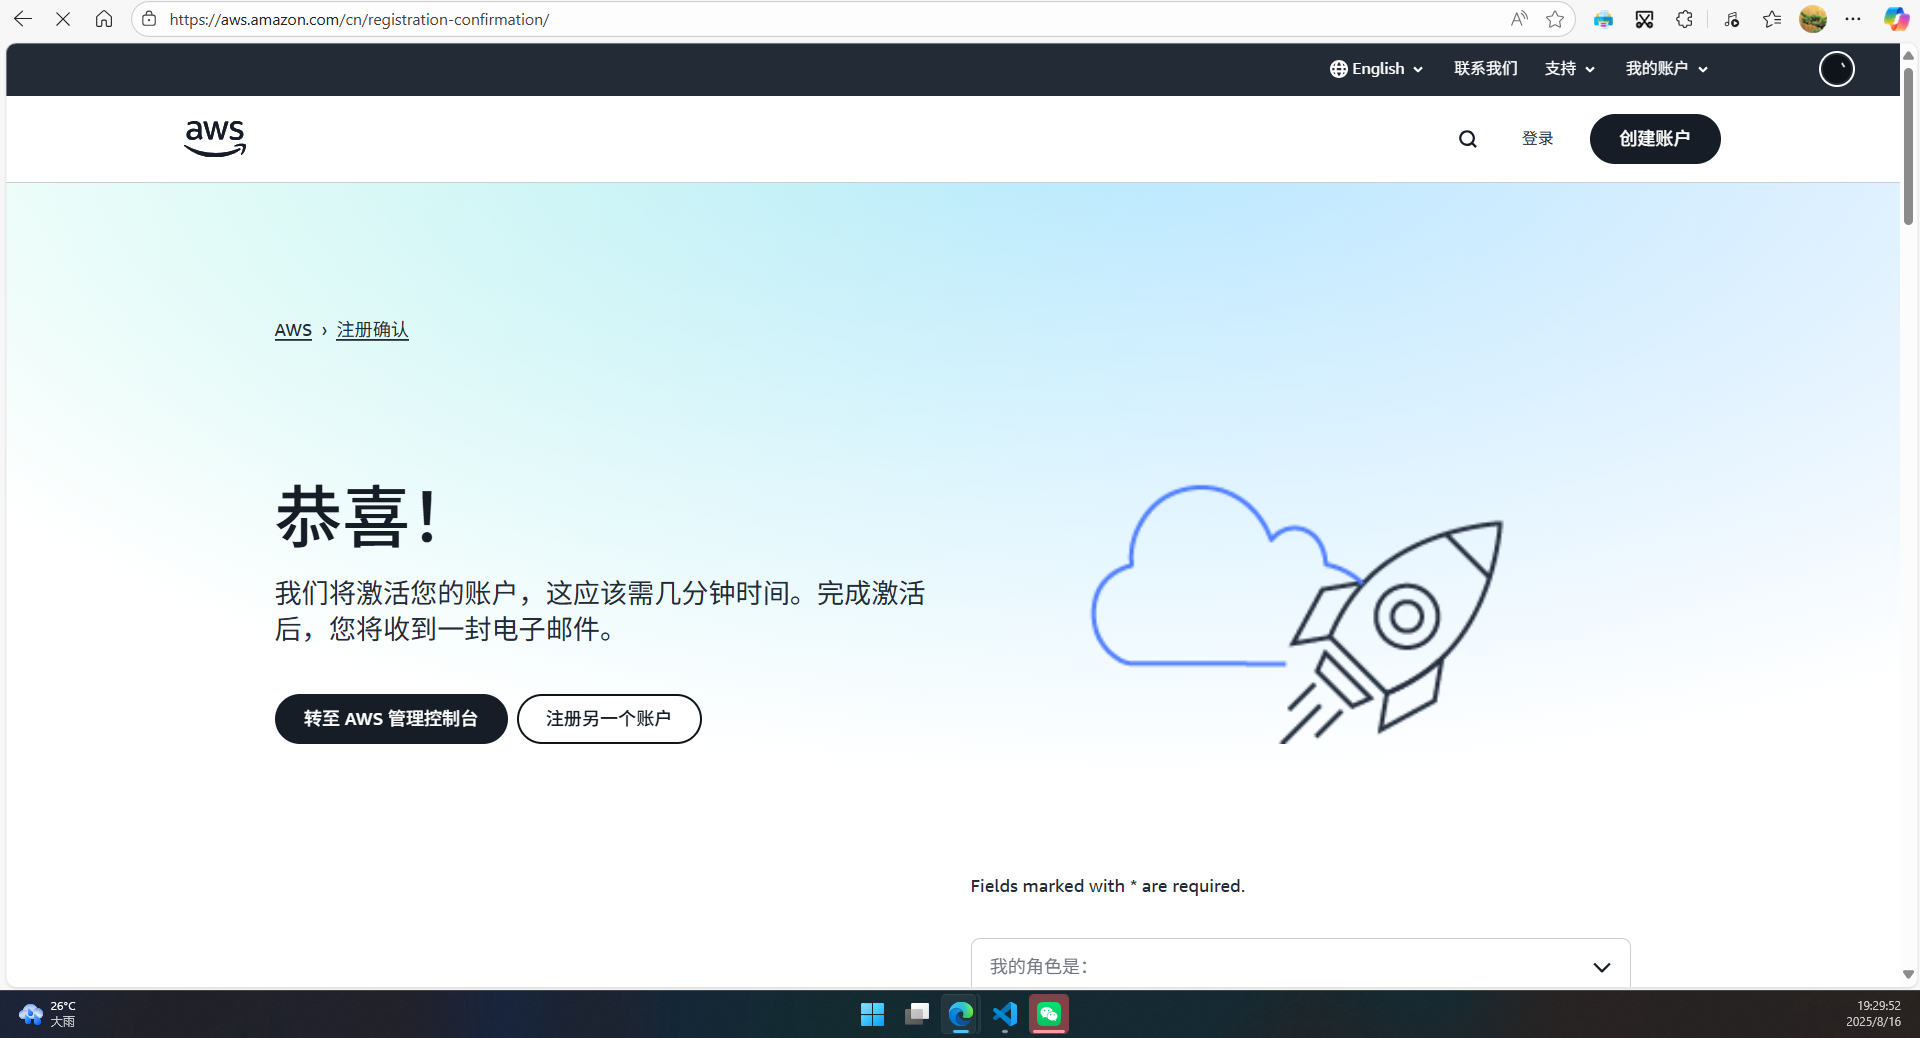 https://aws.amazon.com/cn/registration-confirmation/
English 联系我们 支持 我的账户
aws
登录 创建账户
AWS › 注册确认
恭喜！
我们将激活您的账户，这应该需几分钟时间。完成激活
后，您将收到一封电子邮件。
转至 AWS 管理控制台 注册另一个账户
Fields marked with * are required.
我的角色是：
26°C
大雨
19:29:52
2025/8/16